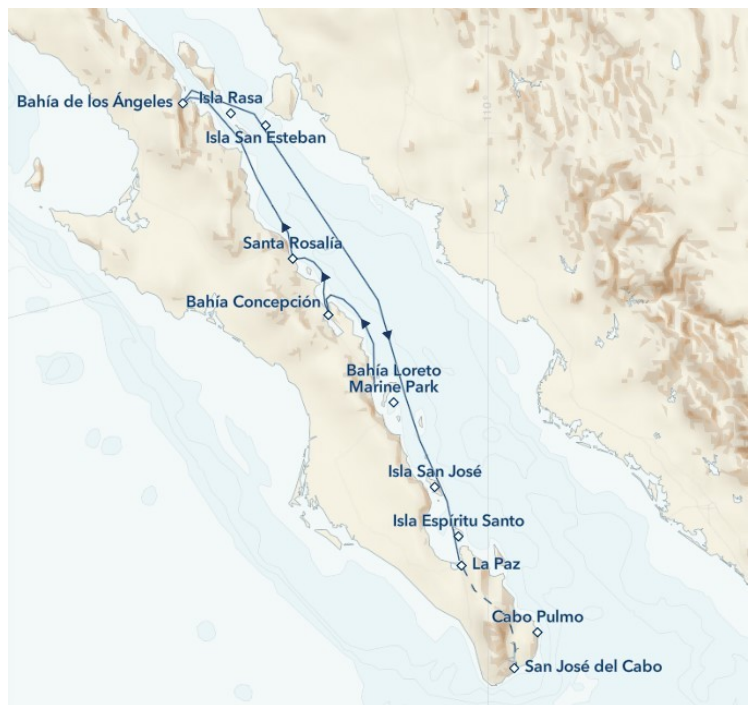 Isla Rasa
Bahía de los Ángeles
Isla San Esteban
Santa Rosalía
Bahía Concepción
Bahía Loreto
Marine Park
Isla San José
Isla Espíritu Santo
La Paz
Cabo Pulmo
San José del Cabo
110°